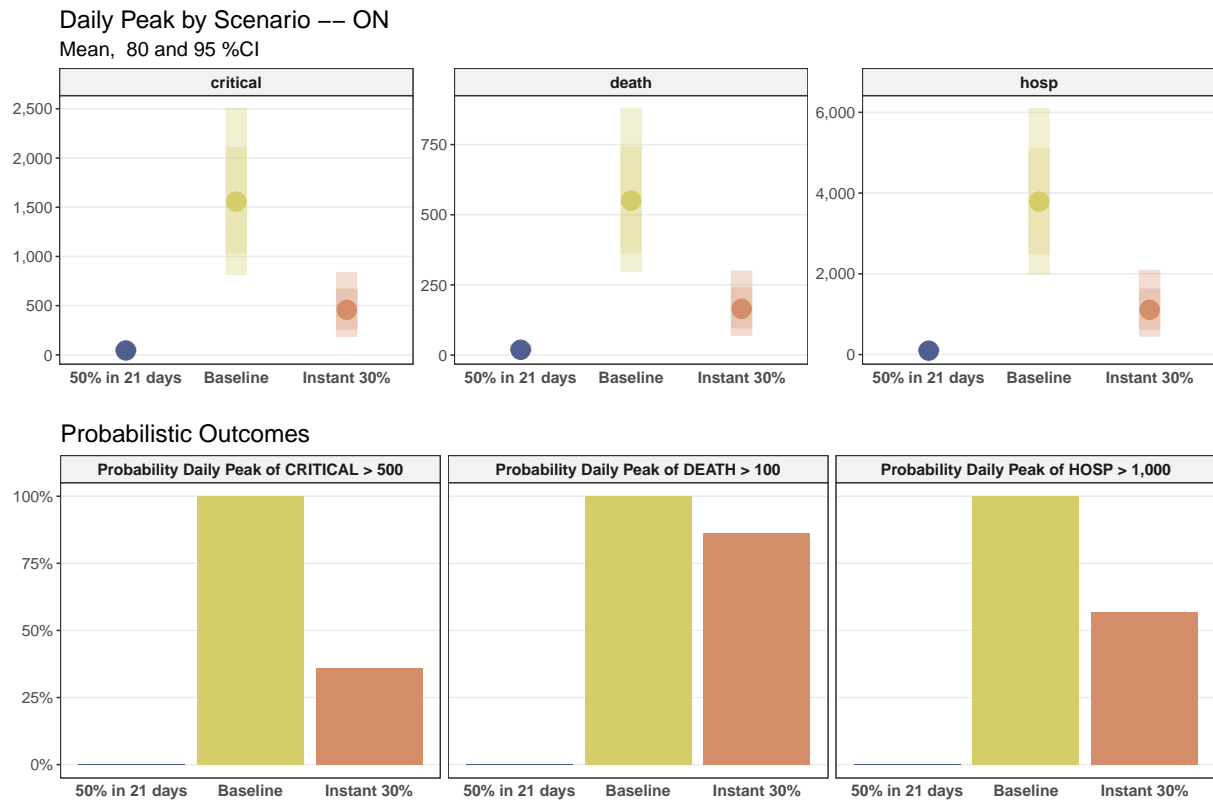 Daily Peak by Scenario −− ON
Mean,  80 and 95 %CI
critical
death
hosp
2,500
2,000
1,500
1,000
500
0
750
500
250
0
6,000
4,000
2,000
0
50% in 21 days Baseline Instant 30%
50% in 21 days Baseline Instant 30%
50% in 21 days Baseline Instant 30%
Probabilistic Outcomes
Probability Daily Peak of CRITICAL > 500
Probability Daily Peak of DEATH > 100
Probability Daily Peak of HOSP > 1,000
100%
75%
50%
25%
0%
50% in 21 days Baseline Instant 30%
50% in 21 days Baseline Instant 30%
50% in 21 days Baseline Instant 30%